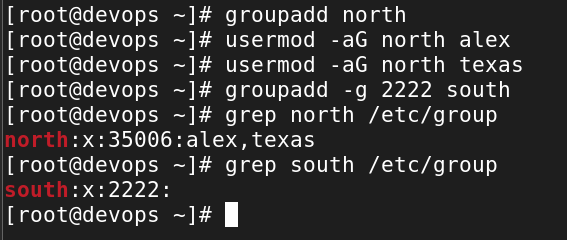 [root@devops ~]# groupadd north
[root@devops ~]# usermod -aG north alex
[root@devops ~]# usermod -aG north texas
[root@devops ~]# groupadd -g 2222 south
[root@devops ~]# grep north /etc/group
north:x:35006:alex,texas
[root@devops ~]# grep south /etc/group
south:x:2222:
[root@devops ~]#